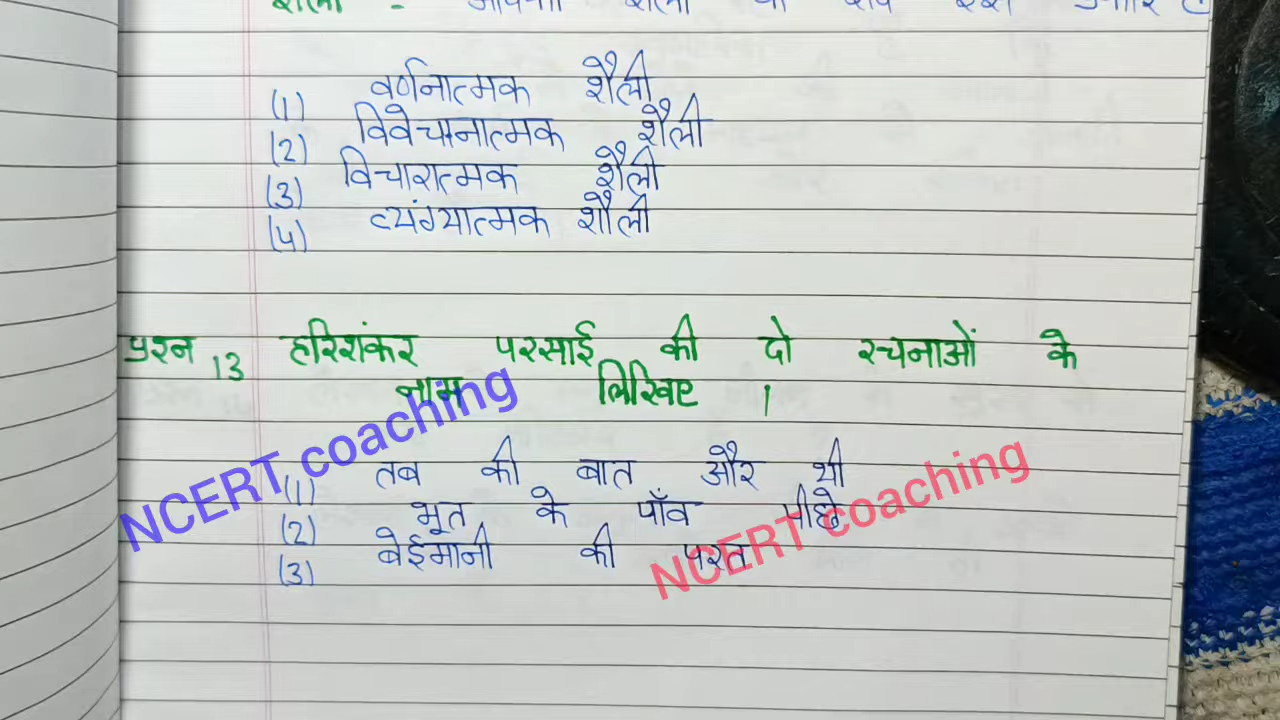 शैली -
(1) वर्णनात्मक शैली
(2) विवेचानात्मक शैली
(3) विचारात्मक शैली
(4) व्यंग्यात्मक शौली
प्रश्न 13 हरिशंकर परसाई की दो रचनाओं के
नाम लिखिए ।
(1) तब की बात और थी
(2) भूत के पाँव पीछे
(3) बेईमानी की परत
NCERT coaching
NCERT coaching